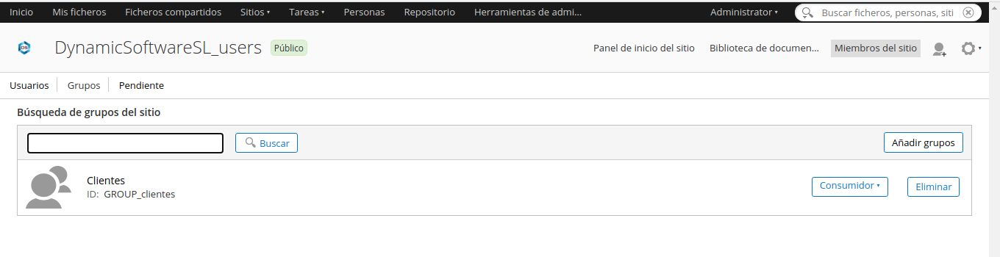 Inicio Mis ficheros Ficheros compartidos Sitios Tareas Personas Repositorio Herramientas de admi... Administrator Buscar ficheros, personas, siti
DS DynamicSoftwareSL_users Público Panel de inicio del sitio Biblioteca de documen... Miembros del sitio
Usuarios Grupos Pendiente
Búsqueda de grupos del sitio
Buscar Añadir grupos
Clientes
ID: GROUP_clientes Consumidor Eliminar